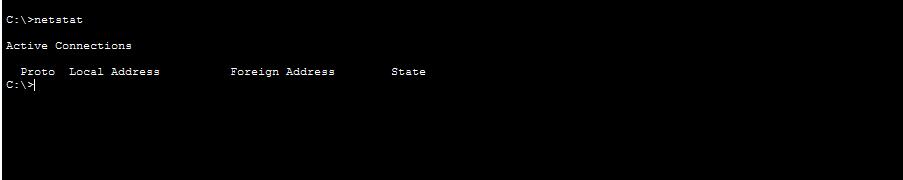 C:\>netstat
Active Connections
Proto  Local Address          Foreign Address        State
C:\>